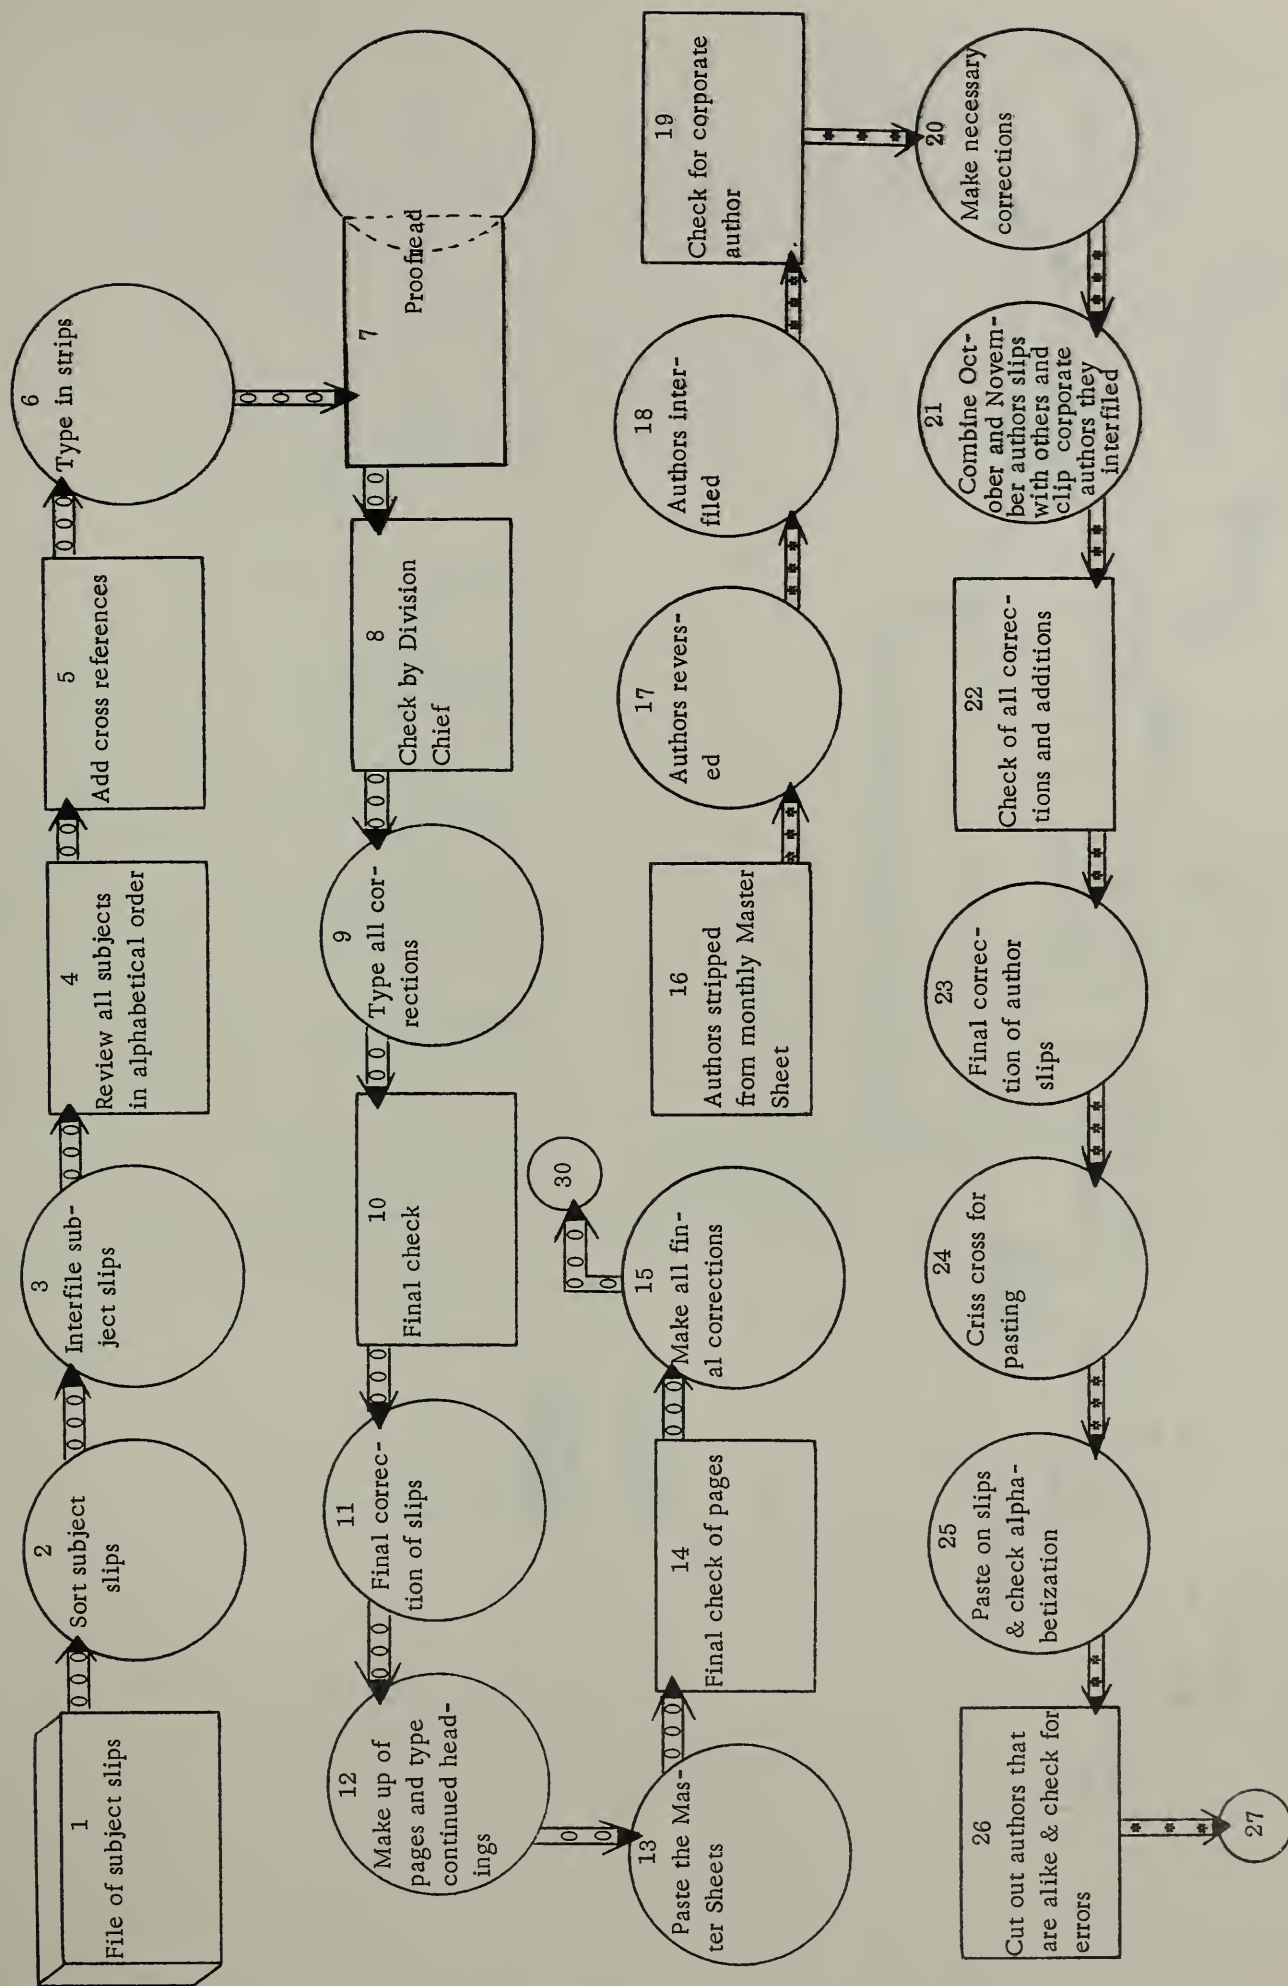 1
File of subject slips
2
Sort subject
slips
3
Interfile sub-
ject slips
4
Review all subjects
in alphabetical order
5
Add cross references
6
Type in strips
7
Proofread
8
Check by Division
Chief
9
Type all cor-
rections
10
Final check
11
Final correc-
tion of slips
12
Make up of
pages and type
continued head-
ings
13
Paste the Mas-
ter Sheets
14
Final check of pages
15
Make all fin-
al corrections
30
16
Authors stripped
from monthly Master
Sheet
17
Authors revers-
ed
18
Authors inter-
filed
19
Check for corporate
author
20
Make necessary
corrections
21
Combine Oct-
ober and Novem-
ber authors slips
with others and
clip corporate
authors they
interfiled
22
Check of all correc-
tions and additions
23
Final correc-
tion of author
slips
24
Criss cross for
pasting
25
Paste on slips
& check alpha-
betization
26
Cut out authors that
are alike & check for
errors
27